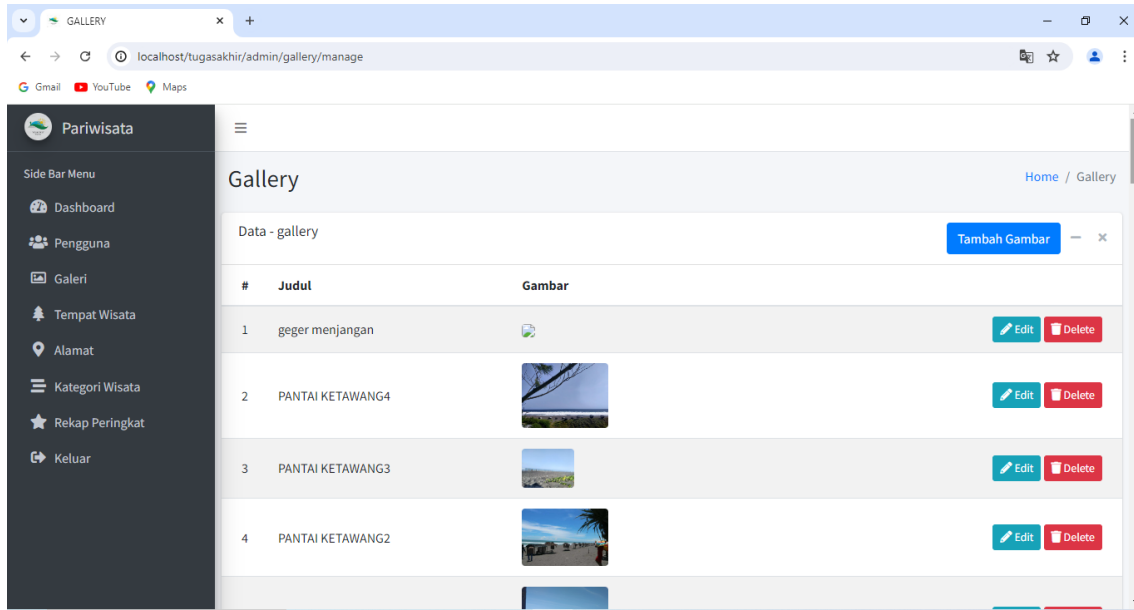 GALLERY
localhost/tugasakhir/admin/gallery/manage
Gmail YouTube Maps
Pariwisata
Side Bar Menu
Dashboard
Pengguna
Galeri
Tempat Wisata
Alamat
Kategori Wisata
Rekap Peringkat
Keluar
Gallery
Home / Gallery
Data - gallery
Tambah Gambar
# Judul Gambar
1 geger menjangan Edit Delete
2 PANTAI KETAWANG4 Edit Delete
3 PANTAI KETAWANG3 Edit Delete
4 PANTAI KETAWANG2 Edit Delete